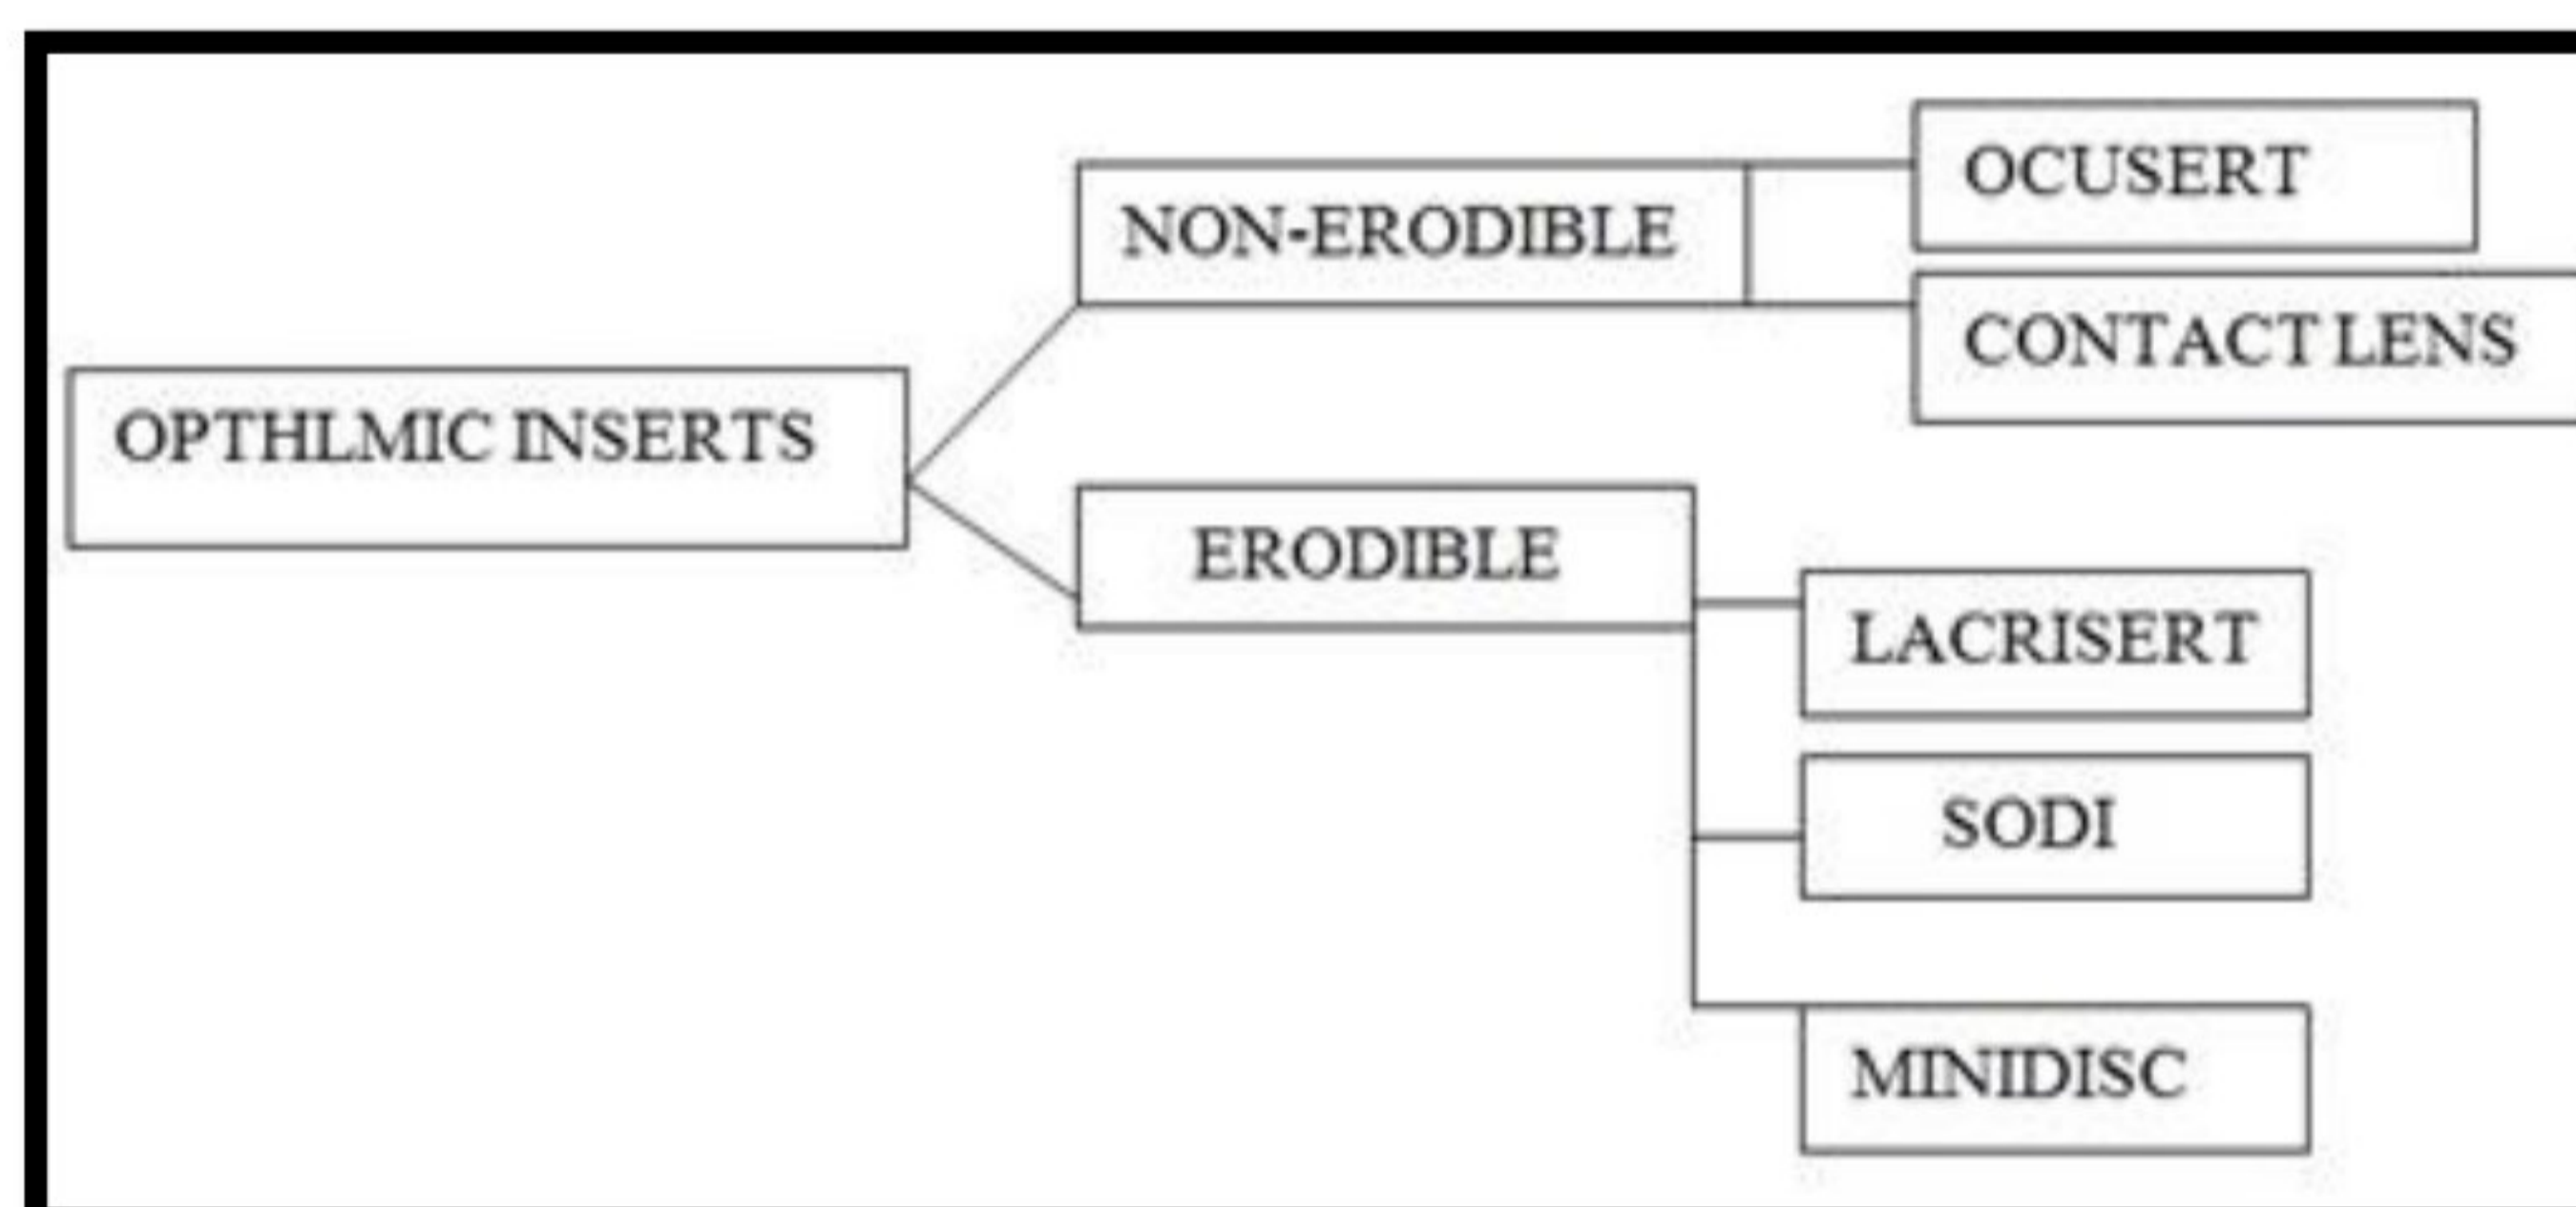 OCUSERT
NON-ERODIBLE
CONTACT LENS
OPTHLMIC INSERTS
ERODIBLE
LACRISERT
SODI
MINIDISC